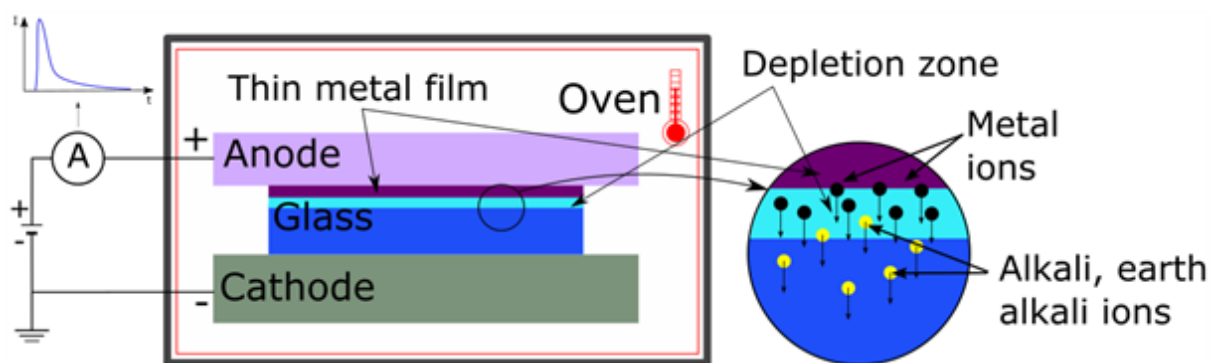 I
t
A
+
-
+
-
Thin metal film
Oven
Anode
Glass
Cathode
Depletion zone
Metal
ions
Alkali, earth
alkali ions